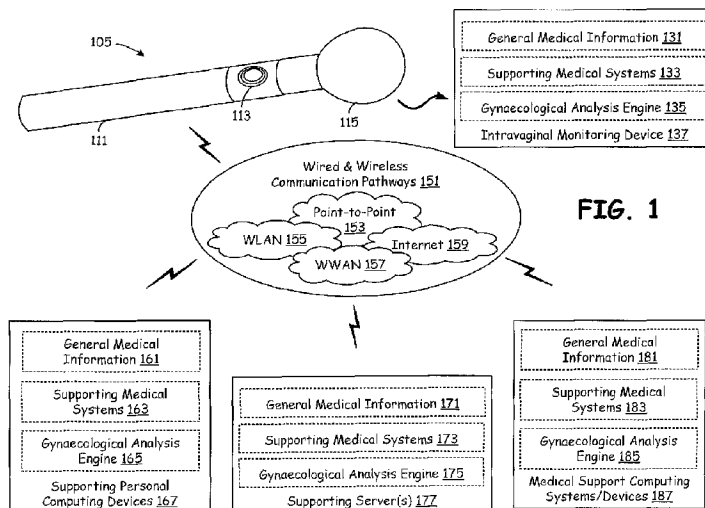 105
111
113
115
General Medical Information 131
Supporting Medical Systems 133
Gynaecological Analysis Engine 135
Intravaginal Monitoring Device 137
Wired & Wireless
Communication Pathways 151
Point-to-Point
153
WLAN 155
Internet 159
WWAN 157
FIG. 1
General Medical
Information 161
Supporting Medical
Systems 163
Gynaecological Analysis
Engine 165
Supporting Personal
Computing Devices 167
General Medical Information 171
Supporting Medical Systems 173
Gynaecological Analysis Engine 175
Supporting Server(s) 177
General Medical
Information 181
Supporting Medical
Systems 183
Gynaecological Analysis
Engine 185
Medical Support Computing
Systems/Devices 187